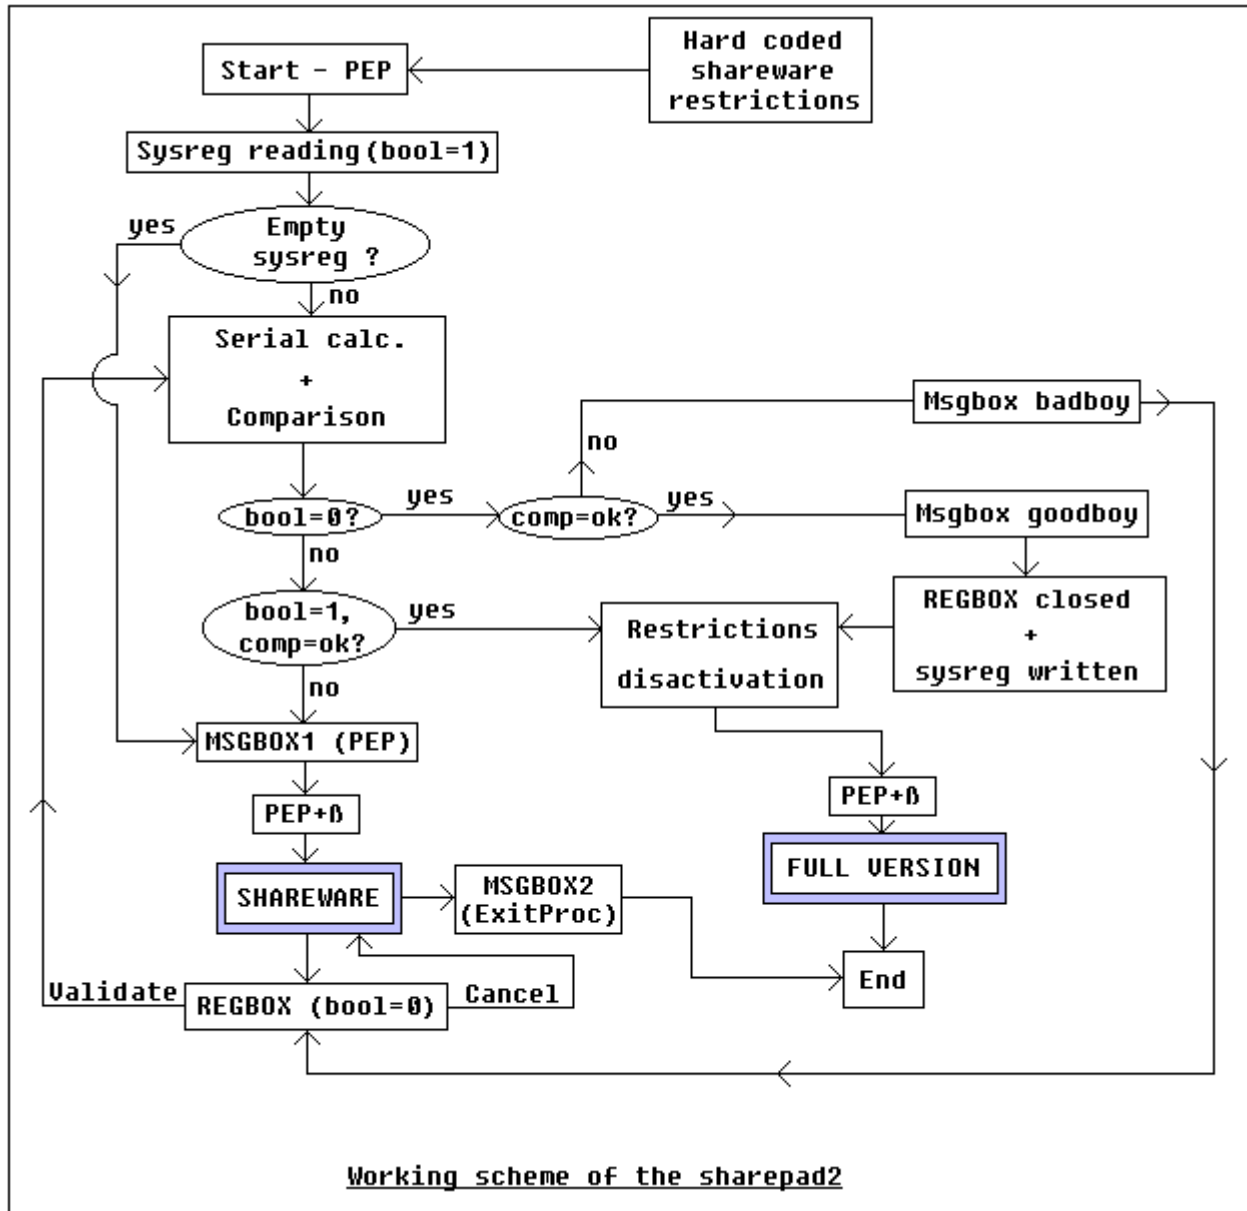 Hard coded
shareware
restrictions
Start - PEP
Sysreg reading(bool=1)
yes
Empty
sysreg ?
no
Serial calc.
+
Comparison
Msgbox badboy
no
bool=0?
yes
comp=ok?
yes
Msgbox goodboy
no
bool=1,
comp=ok?
yes
Restrictions
disactivation
REGBOX closed
+
sysreg written
no
MSGBOX1 (PEP)
PEP+ß
PEP+ß
SHAREWARE
MSGBOX2
(ExitProc)
FULL VERSION
Validate
REGBOX (bool=0)
Cancel
End
Working scheme of the sharepad2